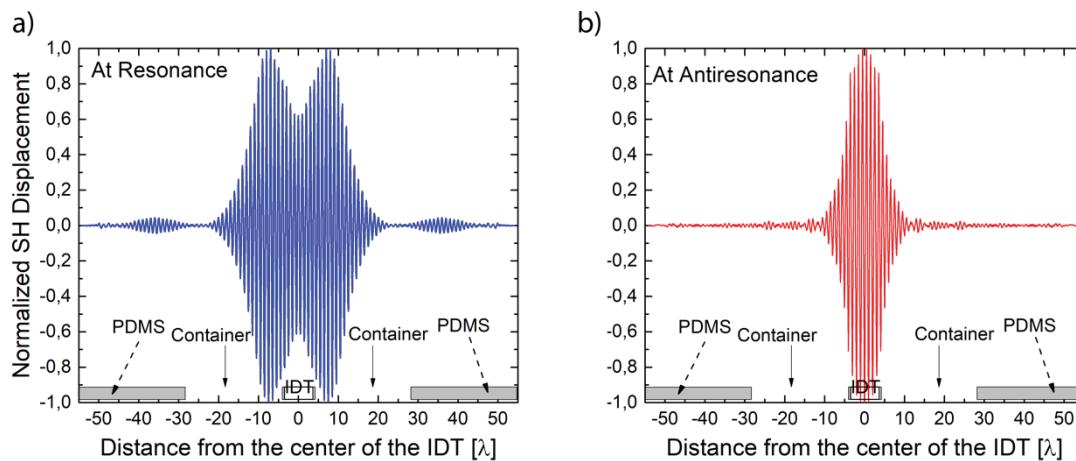 a)
Normalized SH Displacement
1,0
0,8
0,6
0,4
0,2
0,0
-0,2
-0,4
-0,6
-0,8
-1,0
At Resonance
PDMS
Container
Container
PDMS
IDT
-50 -40 -30 -20 -10 0 10 20 30 40 50
Distance from the center of the IDT [λ]
b)
1,0
0,8
0,6
0,4
0,2
0,0
-0,2
-0,4
-0,6
-0,8
-1,0
At Antiresonance
PDMS
Container
Container
PDMS
IDT
-50 -40 -30 -20 -10 0 10 20 30 40 50
Distance from the center of the IDT [λ]